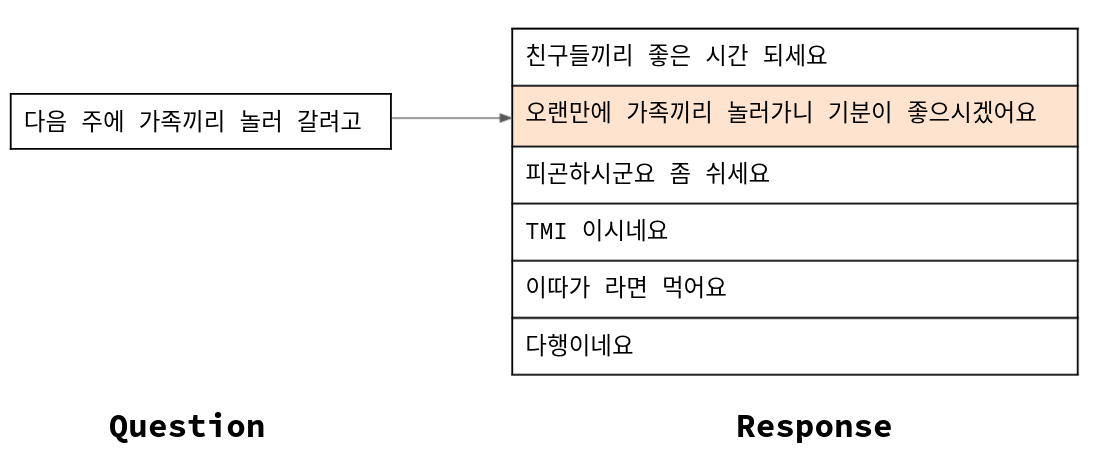 다음 주에 가족끼리 놀러 갈려고
친구들끼리 좋은 시간 되세요
오랜만에 가족끼리 놀러가니 기분이 좋으시겠어요
피곤하시군요 좀 쉬세요
TMI 이시네요
이따가 라면 먹어요
다행이네요
Question
Response